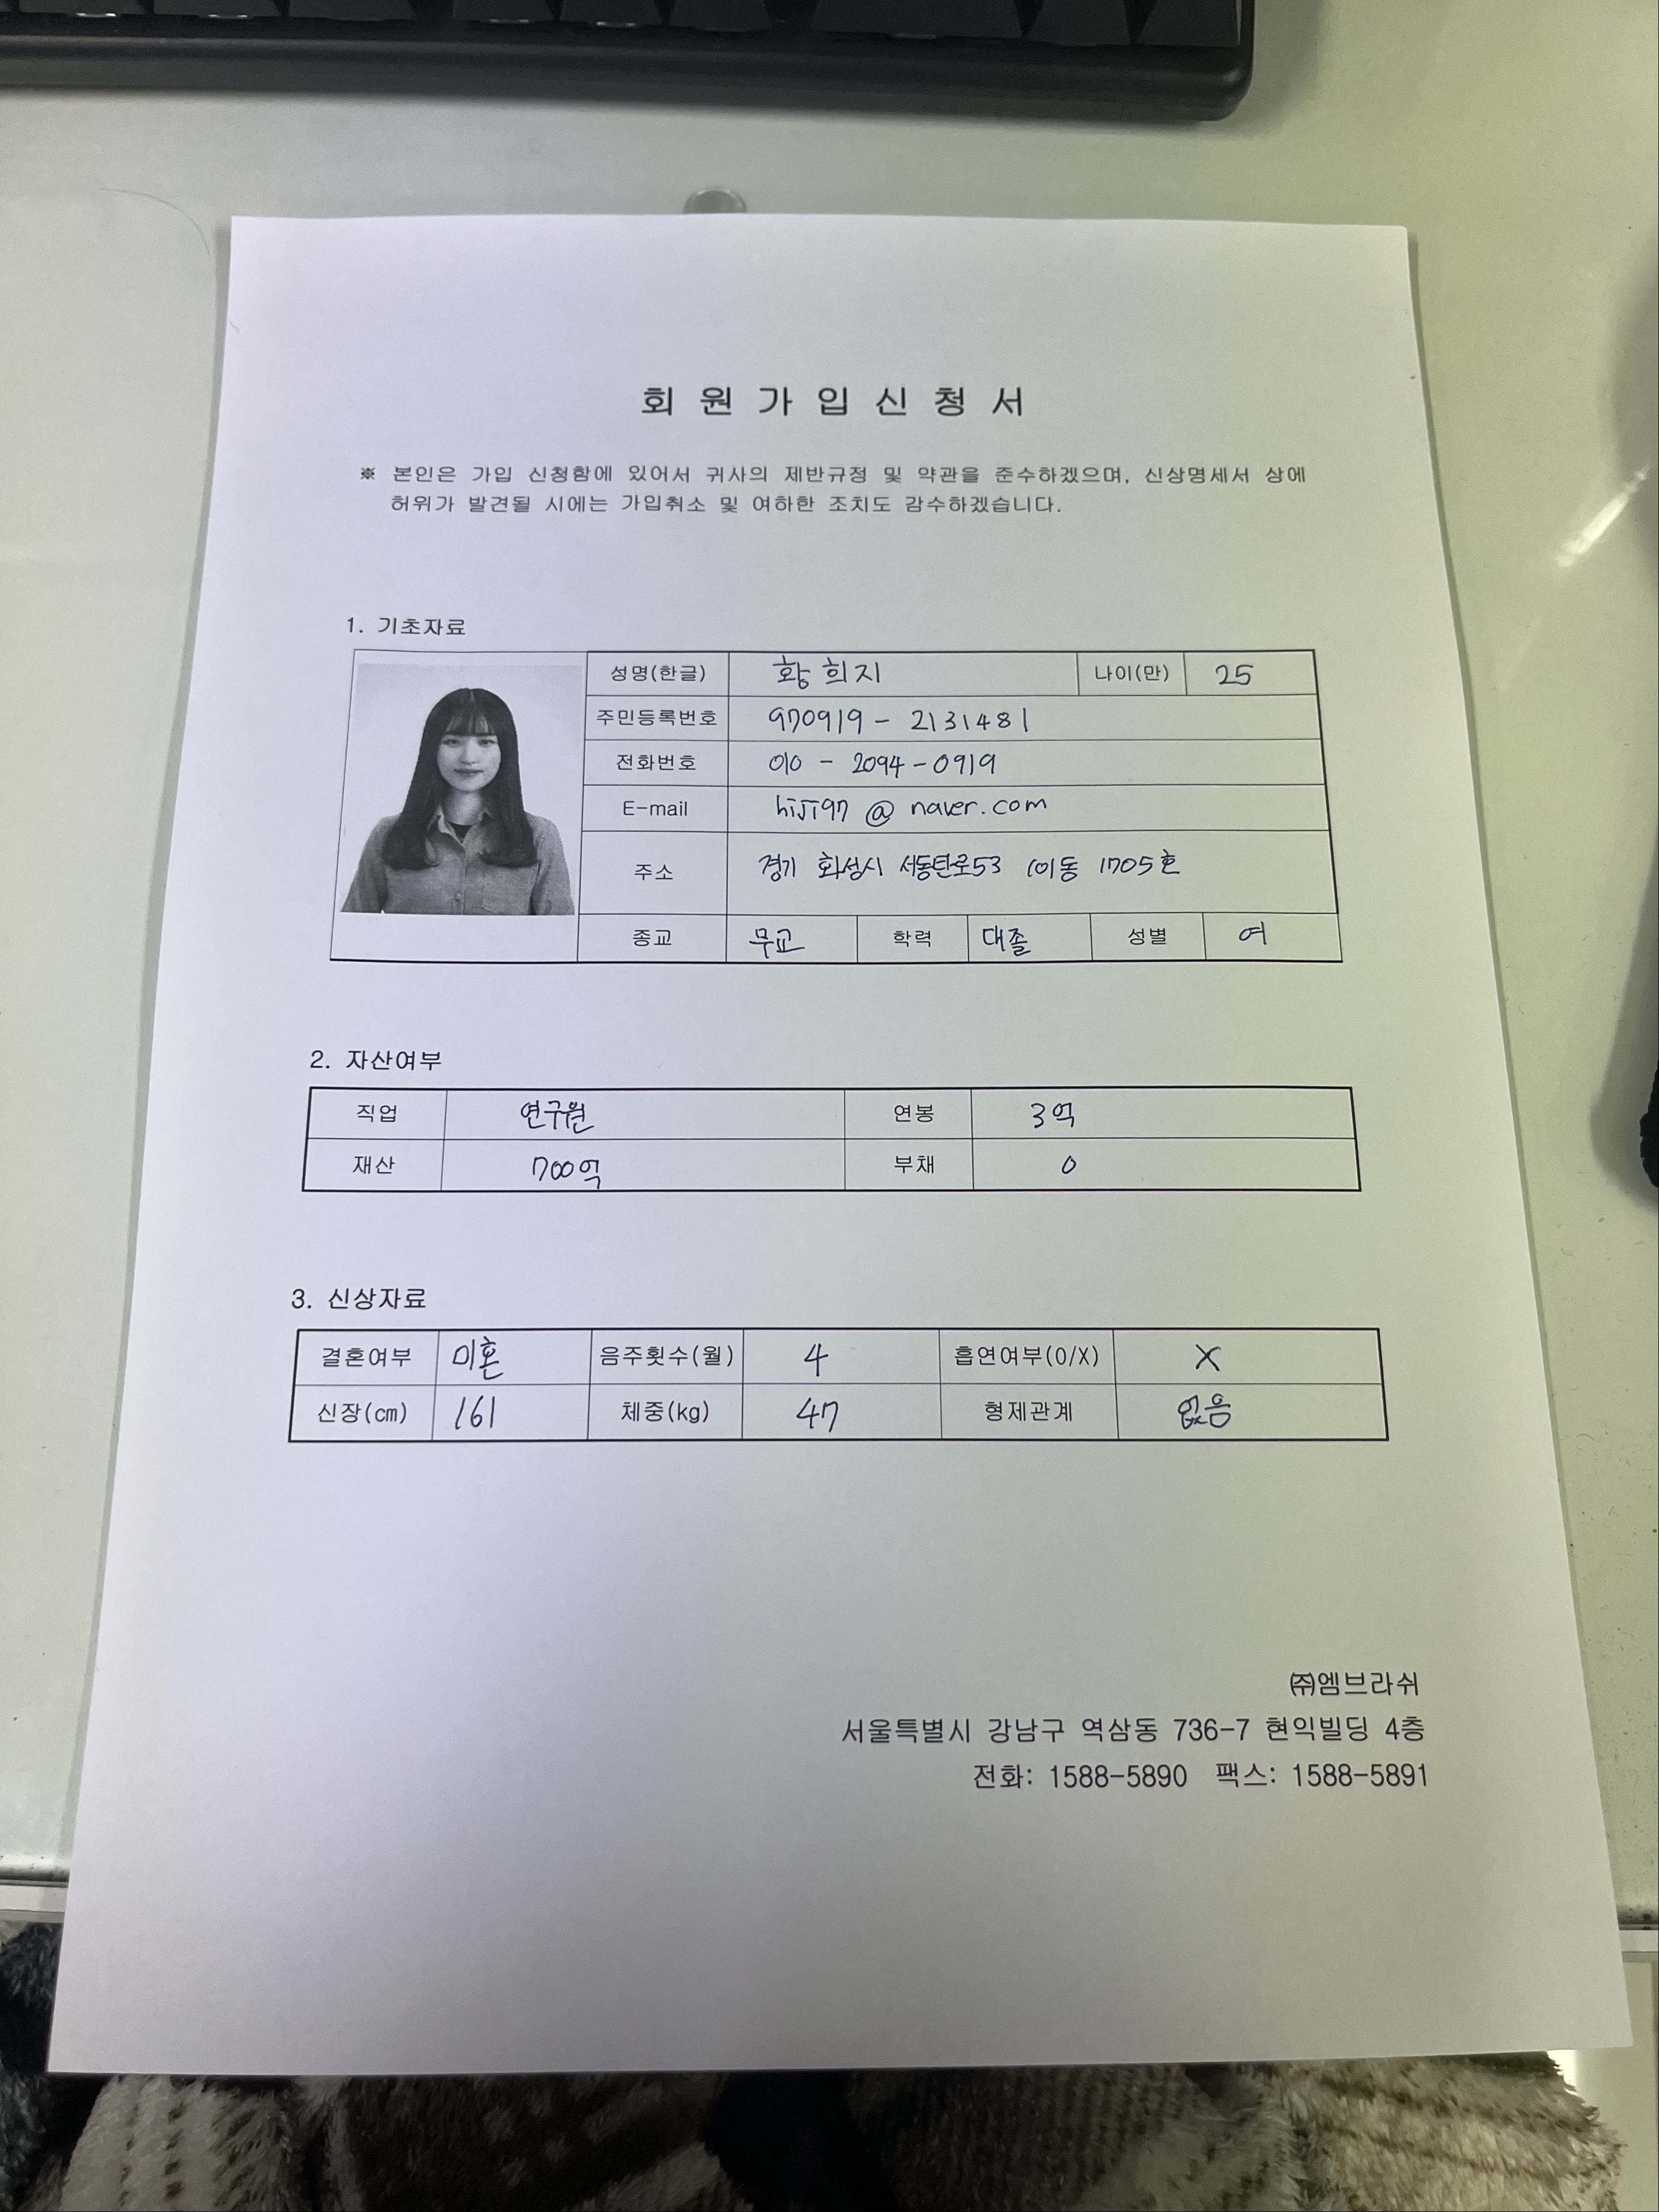 회 원 가 입 신 청 서
※ 본인은 가입 신청함에 있어서 귀사의 제반규정 및 약관을 준수하겠으며, 신상명세서 상에
허위가 발견될 시에는 가입취소 및 여하한 조치도 감수하겠습니다.
1. 기초자료
성명(한글) 황희지 나이(만) 25
주민등록번호 970919 - 2131481
전화번호 010 - 2094 - 0919
E-mail hiji97 @ naver.com
주소 경기 화성시 서동탄로53 101동 1705호
종교 무교 학력 대졸 성별 여
2. 자산여부
직업 연구원 연봉 3억
재산 700억 부채 0
3. 신상자료
결혼여부 미혼 음주횟수(월) 4 흡연여부(O/X) X
신장(cm) 161 체중(kg) 47 형제관계 없음
㈜엠브라쉬
서울특별시 강남구 역삼동 736-7 현익빌딩 4층
전화: 1588-5890 팩스: 1588-5891